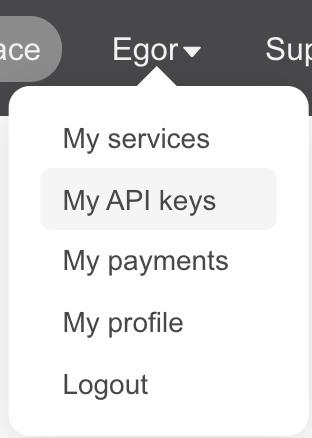 ace Egor Sup
My services
My API keys
My payments
My profile
Logout